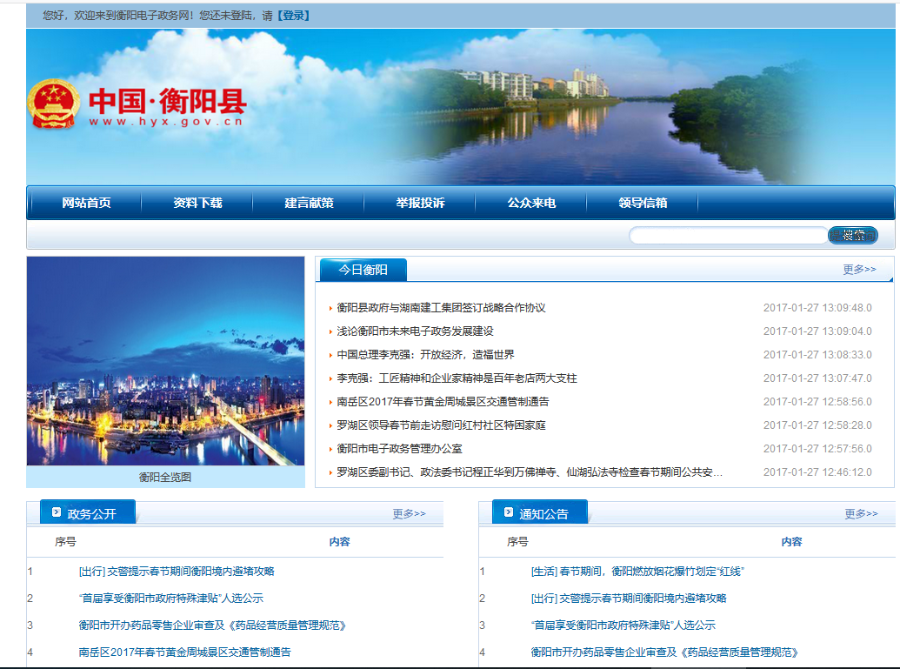 您好，欢迎来到衡阳电子政务网！您还未登陆，请【登录】
中国·衡阳县
www.hyx.gov.cn
网站首页 资料下载 建言献策 举报投诉 公众来电 领导信箱
搜索
今日衡阳 更多>>
衡阳县政府与湖南建工集团签订战略合作协议 2017-01-27 13:09:48.0
浅论衡阳市未来电子政务发展建设 2017-01-27 13:09:04.0
中国总理李克强：开放经济，造福世界 2017-01-27 13:08:33.0
李克强：工匠精神和企业家精神是百年老店两大支柱 2017-01-27 13:07:47.0
南岳区2017年春节黄金周城景区交通管制通告 2017-01-27 12:58:56.0
罗湖区领导春节前走访慰问红村社区特困家庭 2017-01-27 12:58:28.0
衡阳市电子政务管理办公室 2017-01-27 12:57:56.0
罗湖区委副书记、政法委书记程正华到万佛禅寺、仙湖弘法寺检查春节期间公共安… 2017-01-27 12:46:12.0
衡阳全览图
政务公开 更多>>
序号 内容
1 [出行] 交警提示春节期间衡阳境内避堵攻略
2 “首届享受衡阳市政府特殊津贴”人选公示
3 衡阳市开办药品零售企业审查及《药品经营质量管理规范》
4 南岳区2017年春节黄金周城景区交通管制通告
通知公告 更多>>
序号 内容
1 [生活] 春节期间，衡阳燃放烟花爆竹划定“红线”
2 [出行] 交警提示春节期间衡阳境内避堵攻略
3 “首届享受衡阳市政府特殊津贴”人选公示
4 衡阳市开办药品零售企业审查及《药品经营质量管理规范》